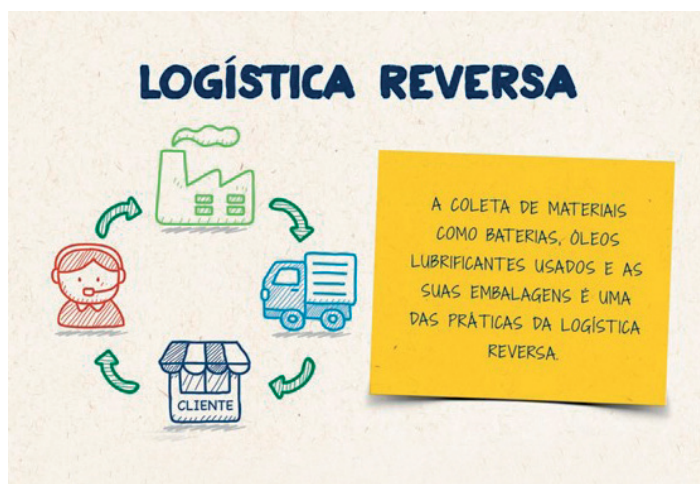 LOGÍSTICA REVERSA
A COLETA DE MATERIAIS
COMO BATERIAS, ÓLEOS
LUBRIFICANTES USADOS E AS
SUAS EMBALAGENS É UMA
DAS PRÁTICAS DA LOGÍSTICA
REVERSA.
CLIENTE